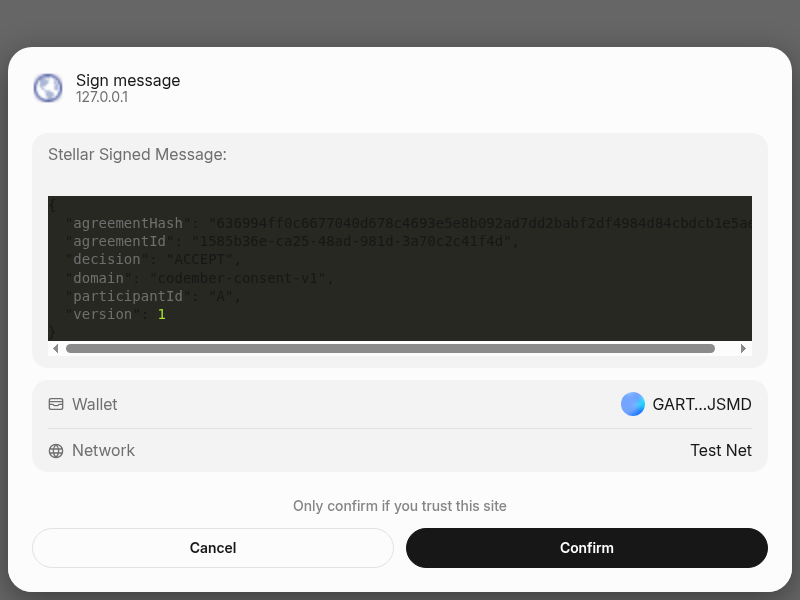 Sign message
127.0.0.1
Stellar Signed Message:
{
"agreementHash": "636994ff0c6677040d678c4693e5e8b092ad7dd2babf2df4984d84cbdcb1e5ae
"agreementId": "1585b36e-ca25-48ad-981d-3a70c2c41f4d",
"decision": "ACCEPT",
"domain": "codember-consent-v1",
"participantId": "A",
"version": 1
}
Wallet GART...JSMD
Network Test Net
Only confirm if you trust this site
Cancel Confirm